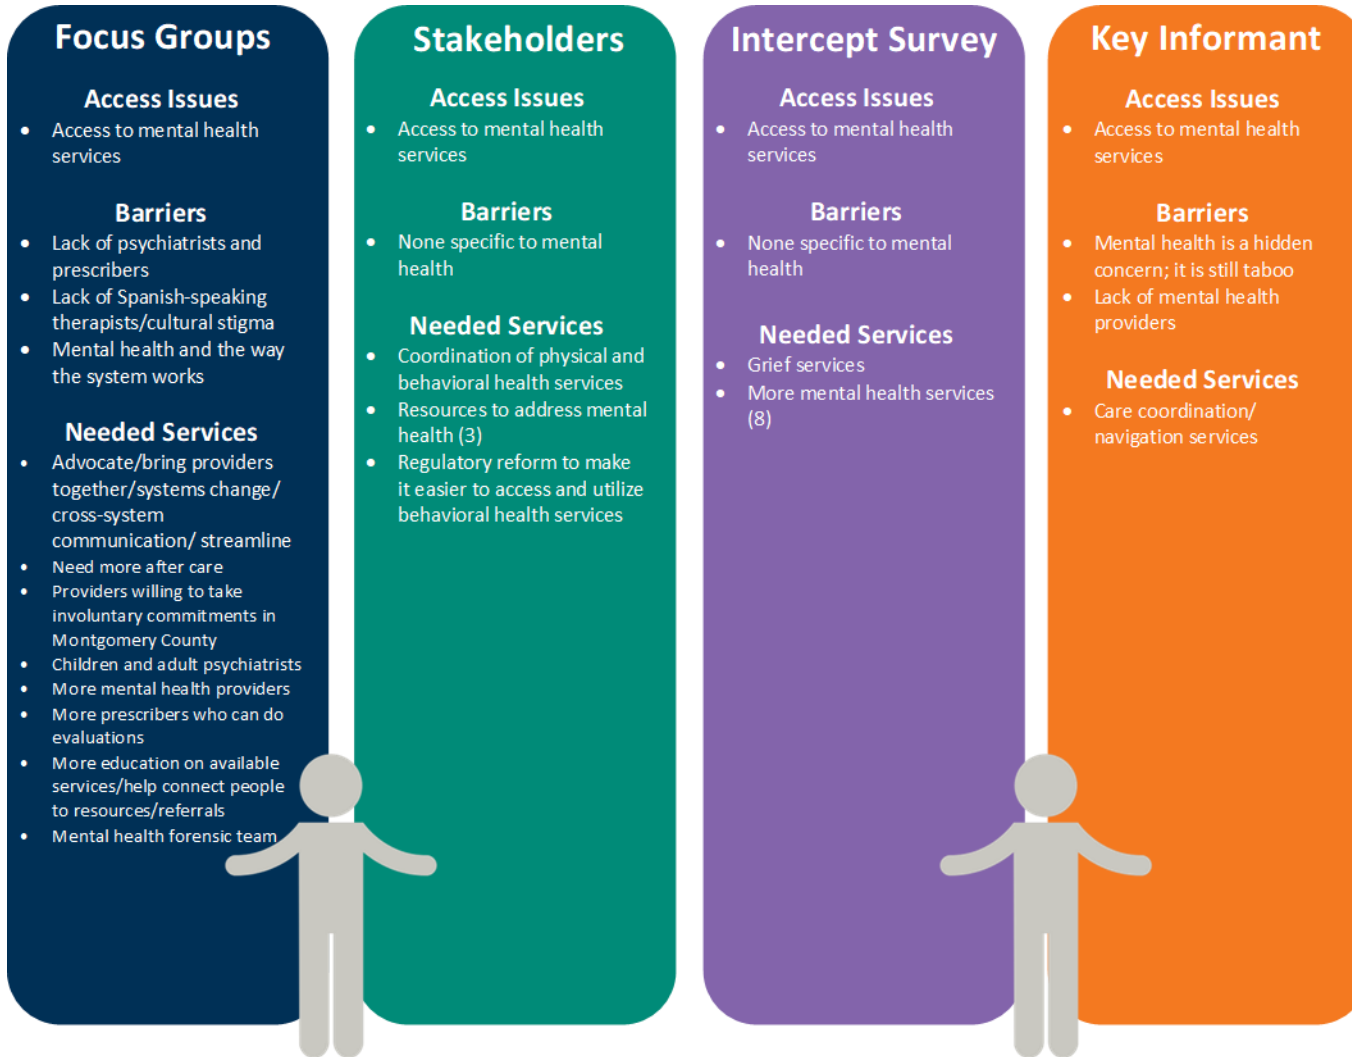 Focus Groups
Access Issues
• Access to mental health
services
Barriers
• Lack of psychiatrists and
prescribers
• Lack of Spanish-speaking
therapists/cultural stigma
• Mental health and the way
the system works
Needed Services
• Advocate/bring providers
together/systems change/
cross-system
communication/ streamline
• Need more after care
• Providers willing to take
involuntary commitments in
Montgomery County
• Children and adult psychiatrists
• More mental health providers
• More prescribers who can do
evaluations
• More education on available
services/help connect people
to resources/referrals
• Mental health forensic team
Stakeholders
Access Issues
• Access to mental health
services
Barriers
• None specific to mental
health
Needed Services
• Coordination of physical and
behavioral health services
• Resources to address mental
health (3)
• Regulatory reform to make
it easier to access and utilize
behavioral health services
Intercept Survey
Access Issues
• Access to mental health
services
Barriers
• None specific to mental
health
Needed Services
• Grief services
• More mental health services
(8)
Key Informant
Access Issues
• Access to mental health
services
Barriers
• Mental health is a hidden
concern; it is still taboo
• Lack of mental health
providers
Needed Services
• Care coordination/
navigation services